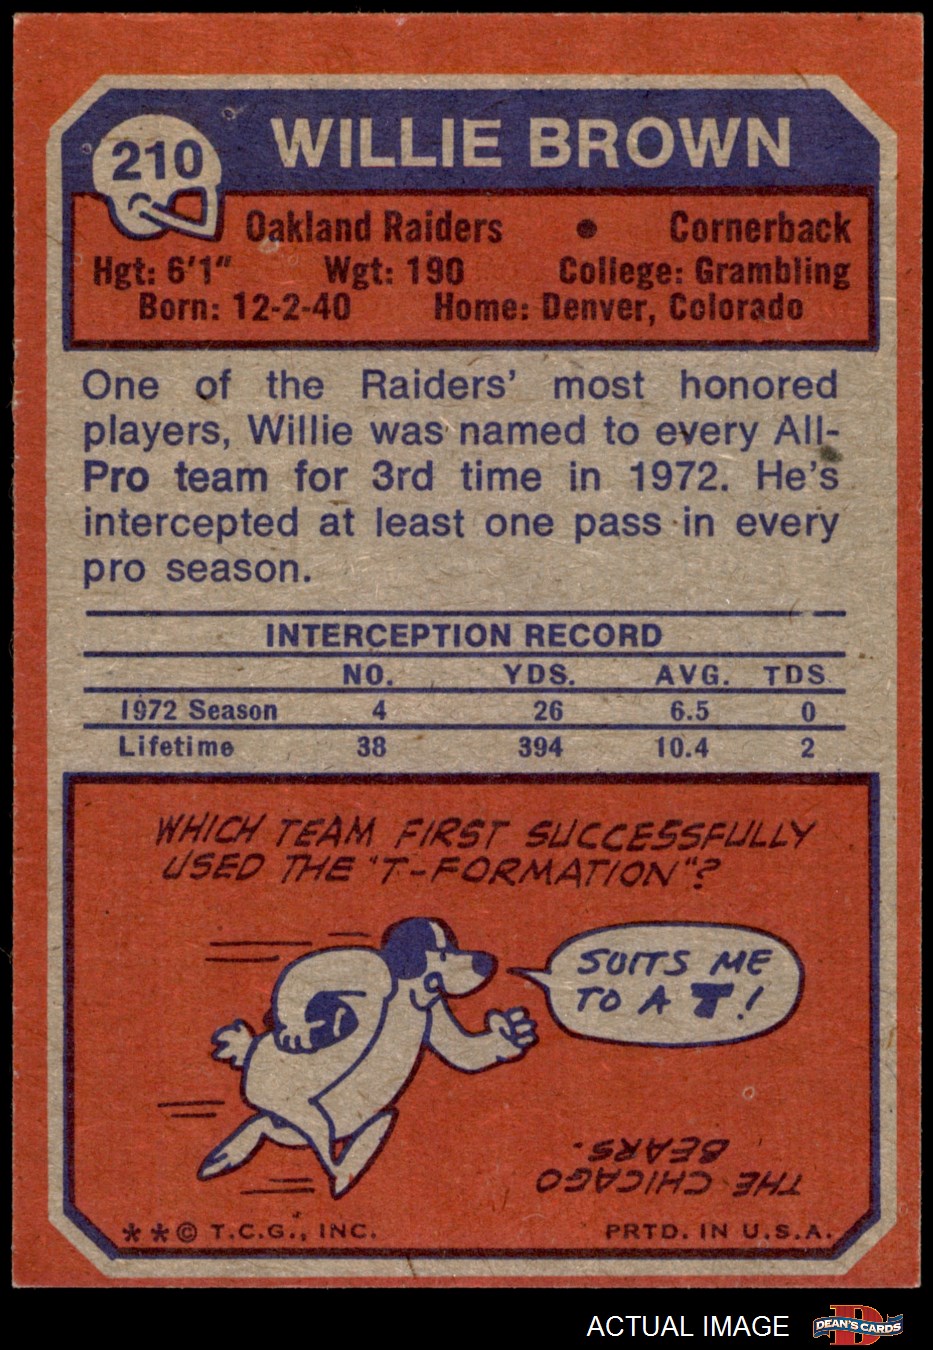 210
WILLIE BROWN
Oakland Raiders • Cornerback
Hgt: 6'1" Wgt: 190 College: Grambling
Born: 12-2-40 Home: Denver, Colorado
One of the Raiders' most honored
players, Willie was named to every All-
Pro team for 3rd time in 1972. He's
intercepted at least one pass in every
pro season.
INTERCEPTION RECORD
NO. YDS. AVG. TDS
1972 Season 4 26 6.5 0
Lifetime 38 394 10.4 2
WHICH TEAM FIRST SUCCESSFULLY
USED THE "T-FORMATION"?
SUITS ME
TO A T!
THE CHICAGO
BEARS.
**© T.C.G., INC. PRTD. IN U.S.A.
ACTUAL IMAGE
D
DEAN'S CARDS